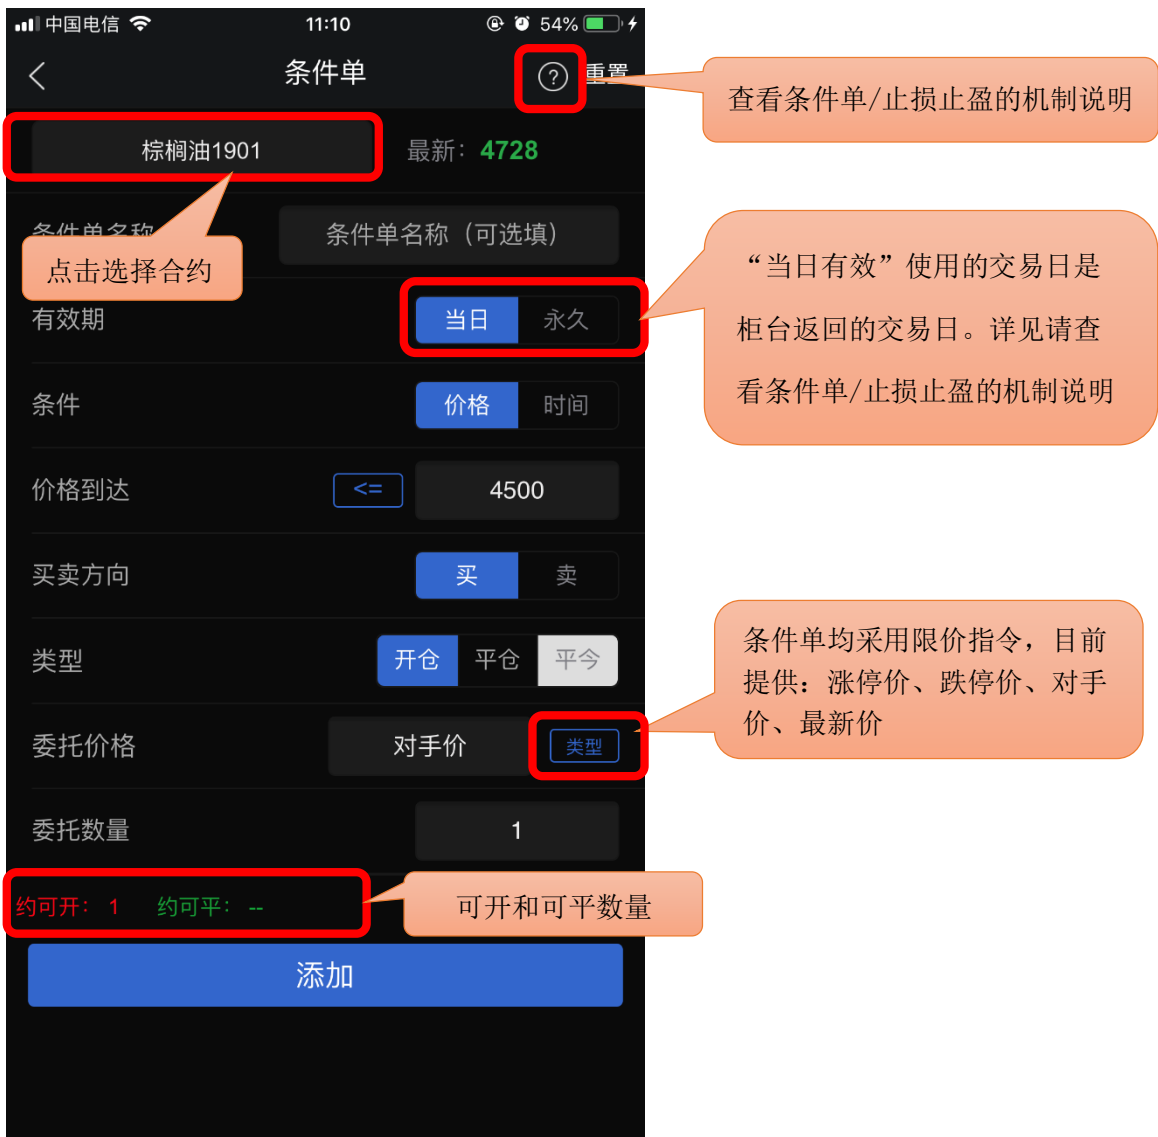 中国电信
11:10
54%
条件单
?
重置
查看条件单/止损止盈的机制说明
棕榈油1901
最新：4728
条件单名称
条件单名称（可选填）
点击选择合约
“当日有效”使用的交易日是
柜台返回的交易日。详见请查
看条件单/止损止盈的机制说明
有效期
当日
永久
条件
价格
时间
价格到达
<=
4500
买卖方向
买
卖
类型
开仓
平仓
平今
条件单均采用限价指令，目前
提供：涨停价、跌停价、对手
价、最新价
委托价格
对手价
类型
委托数量
1
约可开：1
约可平：--
可开和可平数量
添加